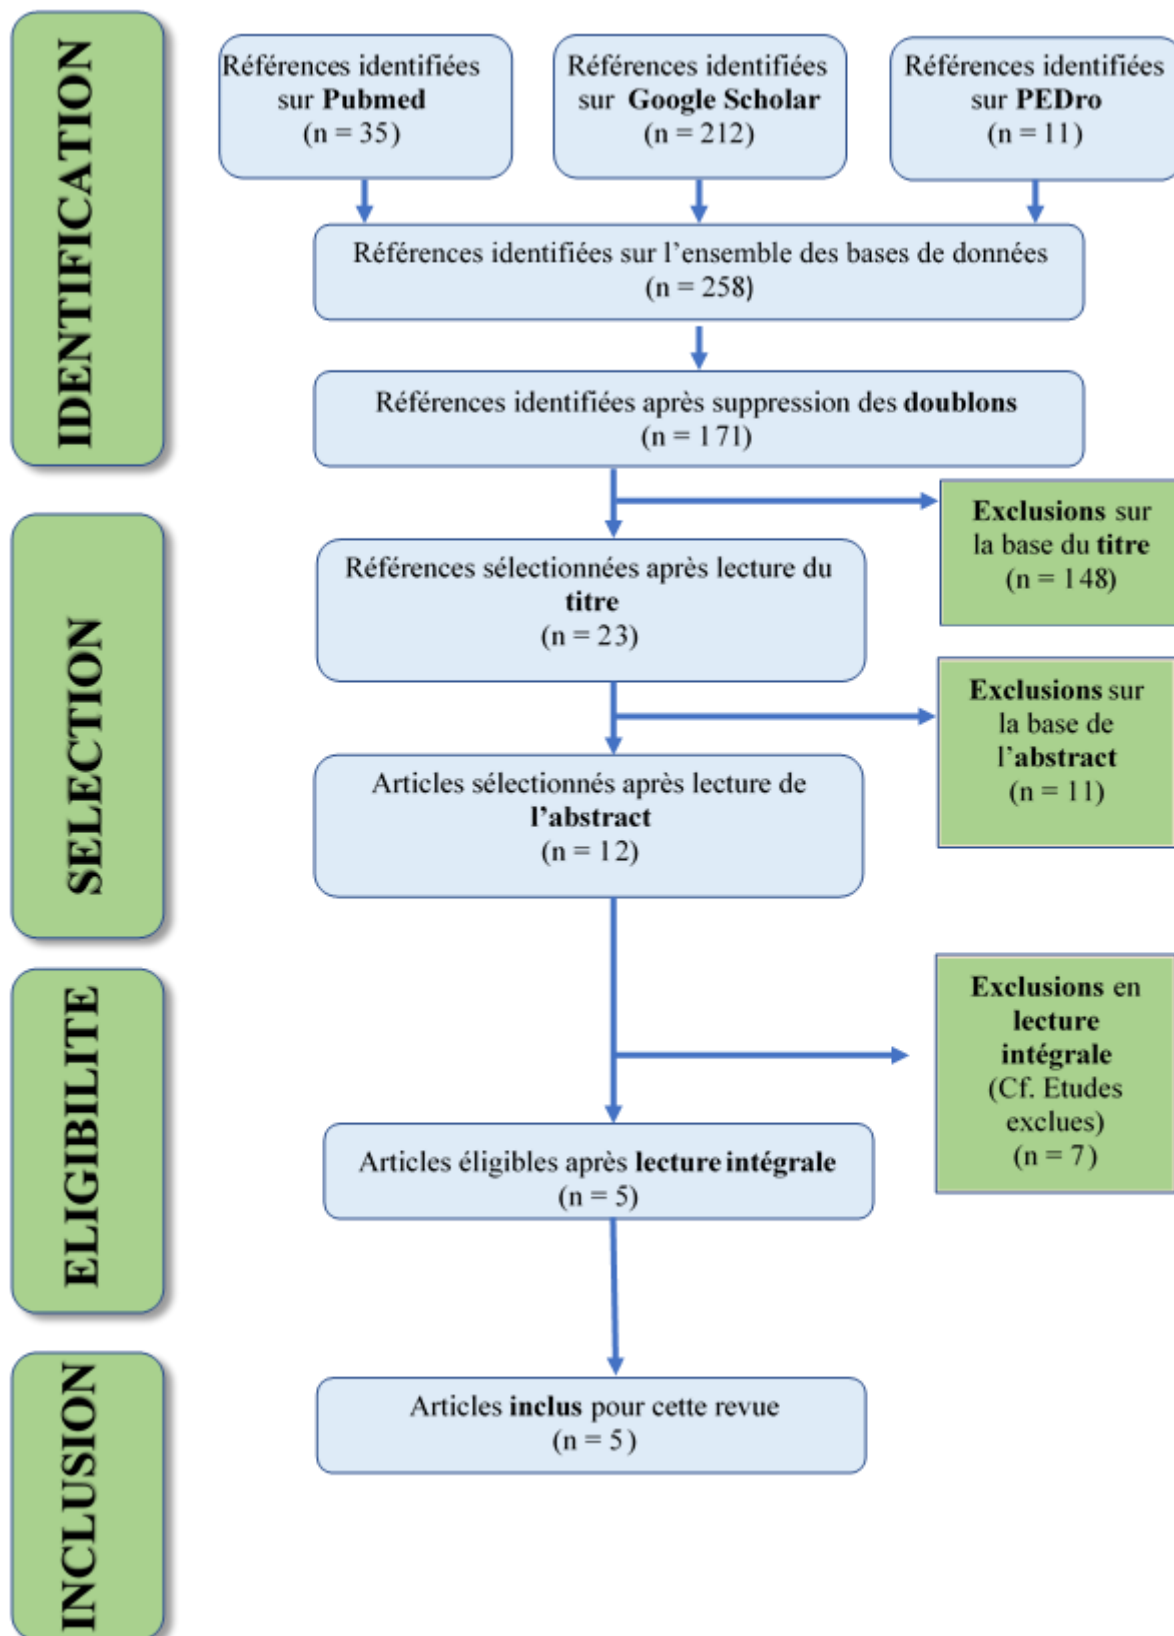 IDENTIFICATION
Références identifiées
sur Pubmed
(n = 35)
Références identifiées
sur Google Scholar
(n = 212)
Références identifiées
sur PEDro
(n = 11)
Références identifiées sur l'ensemble des bases de données
(n = 258)
Références identifiées après suppression des doublons
(n = 171)
SELECTION
Exclusions sur
la base du titre
(n = 148)
Références sélectionnées après lecture du
titre
(n = 23)
Exclusions sur
la base de
l'abstract
(n = 11)
Articles sélectionnés après lecture de
l'abstract
(n = 12)
ELIGIBILITE
Exclusions en
lecture
intégrale
(Cf. Etudes
exclues)
(n = 7)
Articles éligibles après lecture intégrale
(n = 5)
INCLUSION
Articles inclus pour cette revue
(n = 5)